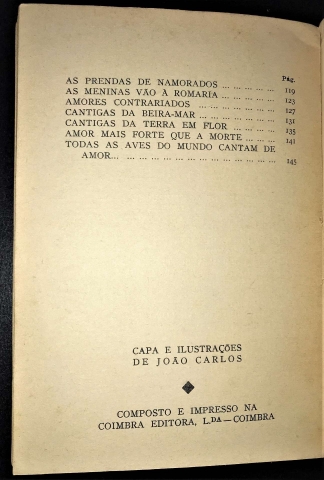 Pág.
AS PRENDAS DE NAMORADOS ... ... ... ... ... 119
AS MENINAS VÃO À ROMARIA ... ... ... ... ... 123
AMORES CONTRARIADOS ... ... ... ... ... ... ... 127
CANTIGAS DA BEIRA-MAR ... ... ... ... ... ... ... 131
CANTIGAS DA TERRA EM FLOR ... ... ... ... ... 135
AMOR MAIS FORTE QUE A MORTE ... ... ... ... 141
TODAS AS AVES DO MUNDO CANTAM DE
AMOR... ... ... ... ... ... ... ... ... ... ... ... ... ... ... 145
CAPA E ILUSTRAÇÕES
DE JOÃO CARLOS
COMPOSTO E IMPRESSO NA
COIMBRA EDITORA, L.DA — COIMBRA